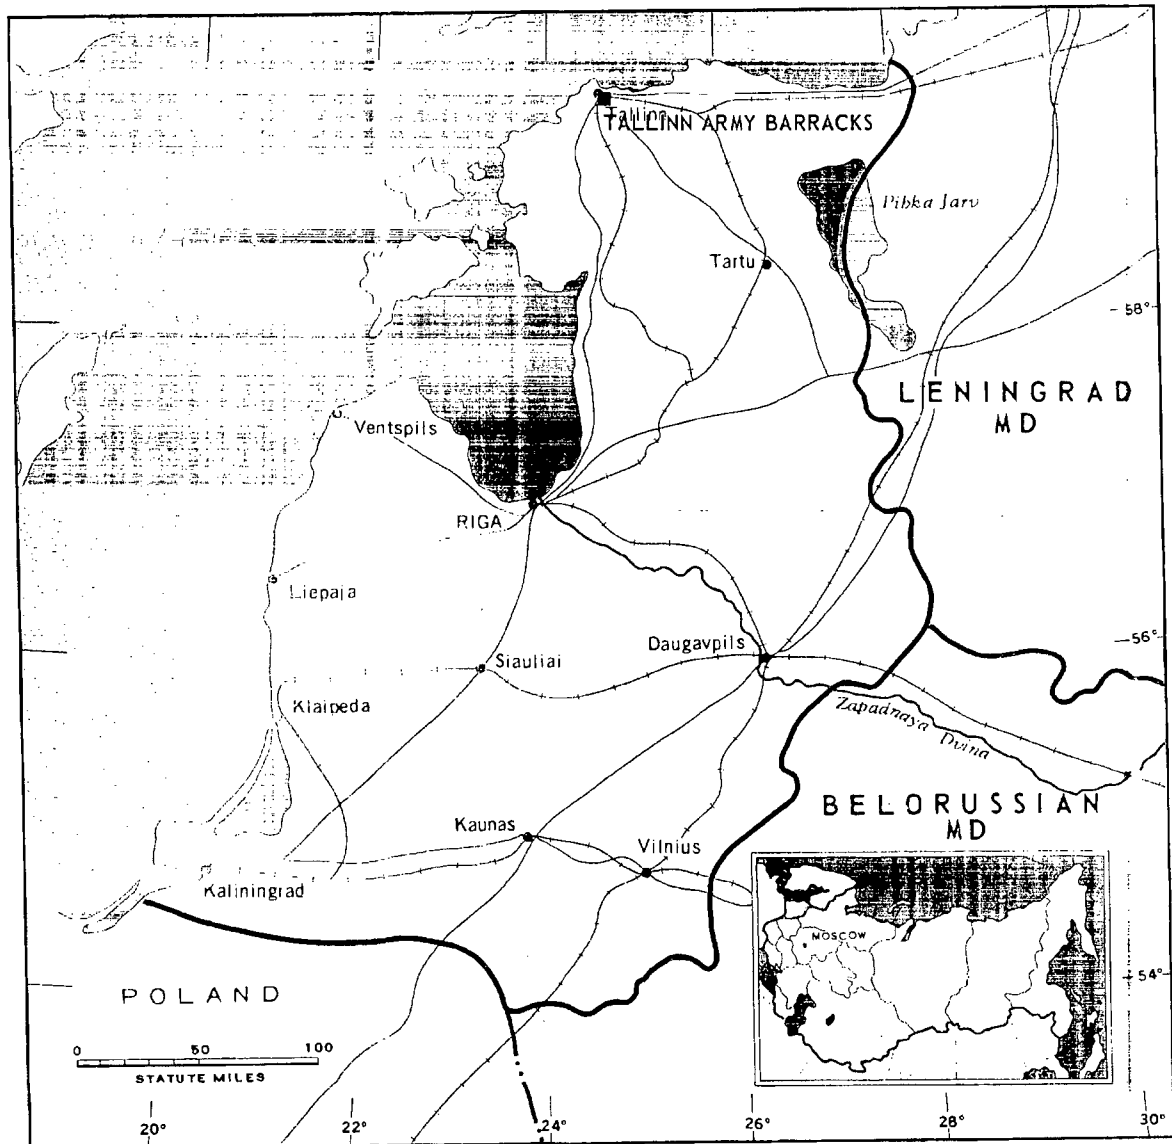 Tallinn
TALLINN ARMY BARRACKS
Pihka Jarv
Tartu
58°
LENINGRAD
MD
Ventspils
RIGA
Liepaja
56°
Daugavpils
Siauliai
Klaipeda
Zapadnaya Dvina
BELORUSSIAN
MD
Kaunas
Vilnius
Kaliningrad
MOSCOW
54°
POLAND
0 50 100
STATUTE MILES
20° 22° 24° 26° 28° 30°